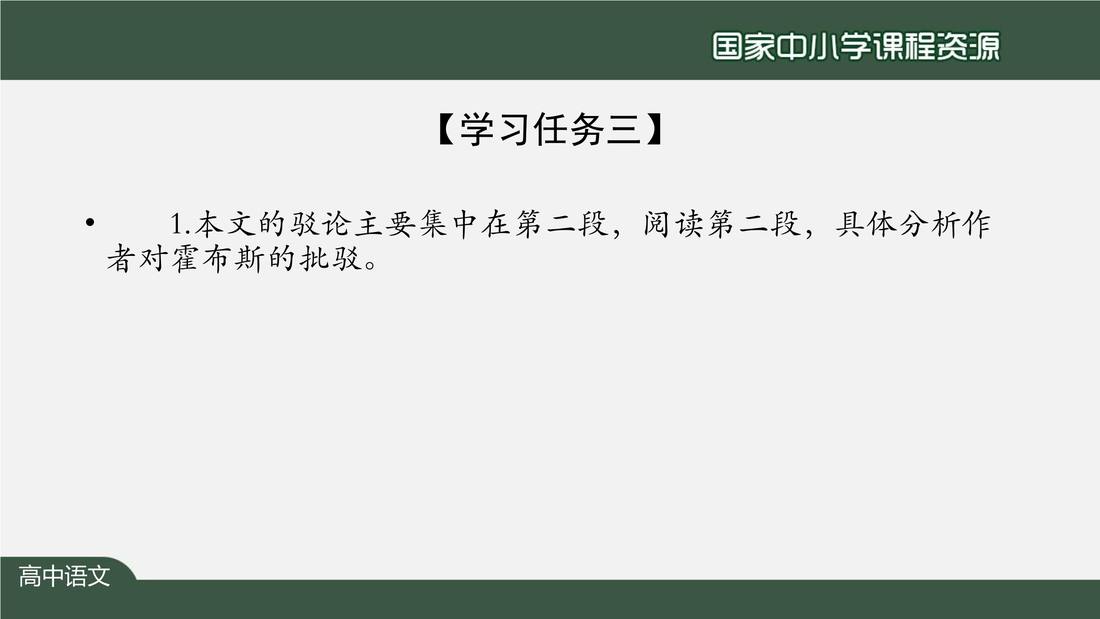 国家中小学课程资源
【学习任务三】
• 1.本文的驳论主要集中在第二段，阅读第二段，具体分析作
者对霍布斯的批驳。
高中语文